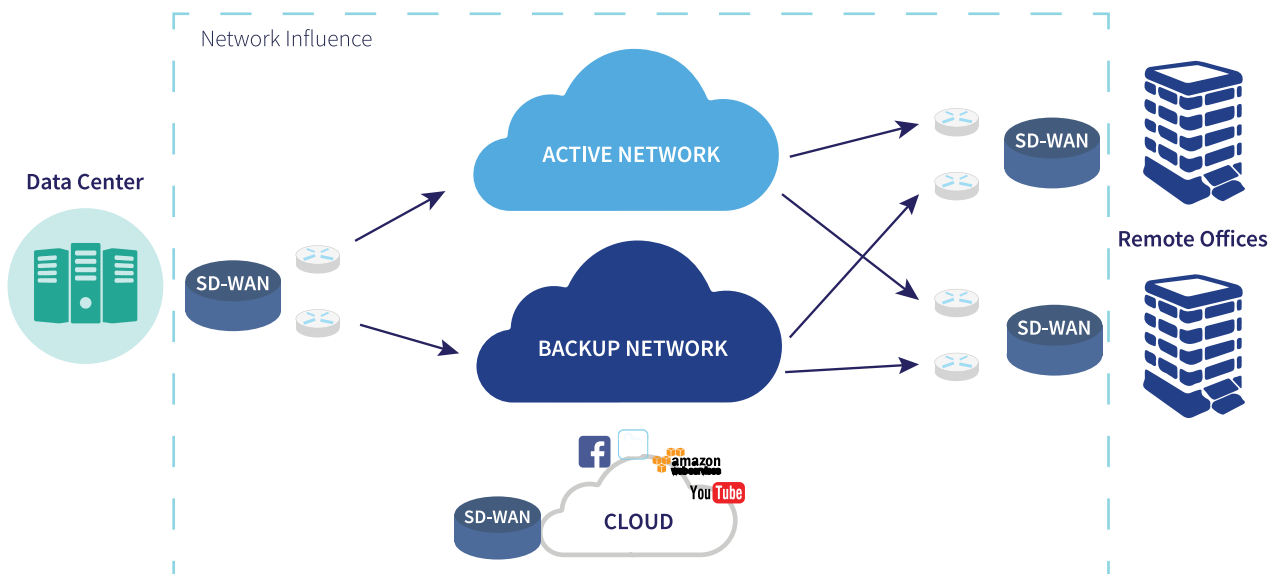 Network Influence
ACTIVE NETWORK
SD-WAN
Data Center
Remote Offices
SD-WAN
SD-WAN
BACKUP NETWORK
amazon
webservices
YouTube
SD-WAN
CLOUD